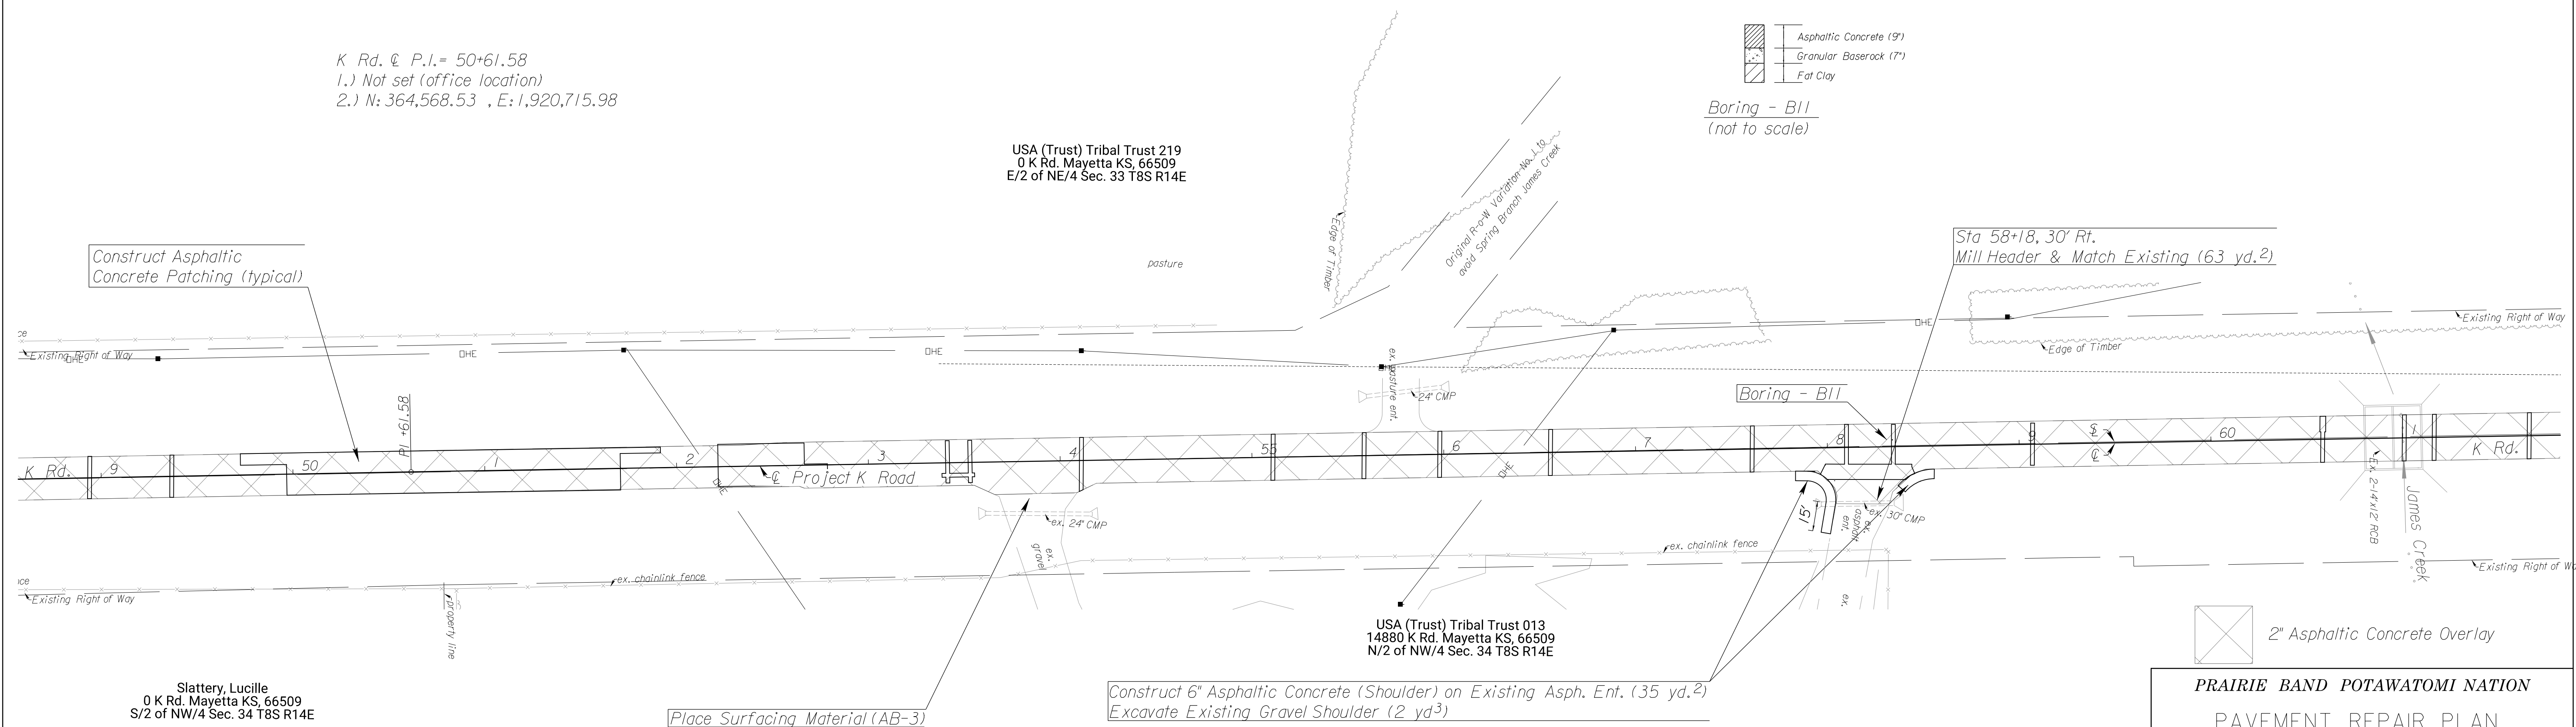 K Rd. ℄ P.I.= 50+61.58
1.) Not set (office location)
2.) N: 364,568.53 , E: 1,920,715.98
Asphaltic Concrete (9")
Granular Baserock (7")
Fat Clay
Boring - B11
(not to scale)
USA (Trust) Tribal Trust 219
0 K Rd. Mayetta KS, 66509
E/2 of NE/4 Sec. 33 T8S R14E
Original R-o-W Variation No. 1 to
avoid Spring Branch James Creek
Edge of Timber
pasture
Construct Asphaltic
Concrete Patching (typical)
Sta 58+18, 30' Rt.
Mill Header & Match Existing (63 yd.2)
Existing Right of Way
Existing Right of Way
Edge of Timber
OHE
OHE
OHE
OHE
ex. pasture ent.
24" CMP
Boring - B11
P.I. +61.58
K Rd.
9
50
1
2
3
4
55
6
7
8
9
60
1
K Rd.
℄ Project K Road
℄
OHE
OHE
ex. 24" CMP
ex. gravel
15'
ex. 30" CMP
ex. asphalt ent.
ex.
Ex. 2-14'x12' RCB
James Creek
ex. chainlink fence
ex. chainlink fence
Existing Right of Way
Existing Right of W
property line
USA (Trust) Tribal Trust 013
14880 K Rd. Mayetta KS, 66509
N/2 of NW/4 Sec. 34 T8S R14E
2" Asphaltic Concrete Overlay
Slattery, Lucille
0 K Rd. Mayetta KS, 66509
S/2 of NW/4 Sec. 34 T8S R14E
Place Surfacing Material (AB-3)
Construct 6" Asphaltic Concrete (Shoulder) on Existing Asph. Ent. (35 yd.2)
Excavate Existing Gravel Shoulder (2 yd3)
PRAIRIE BAND POTAWATOMI NATION
PAVEMENT REPAIR PLAN